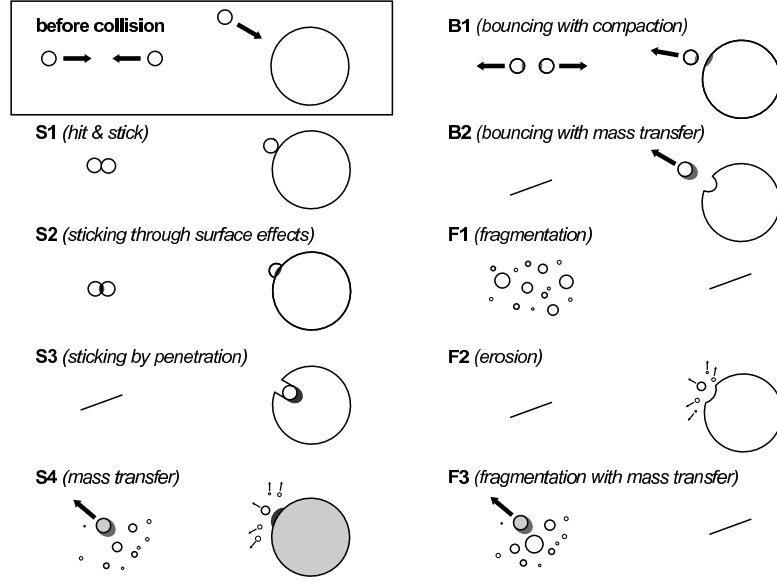 before collision
S1 (hit & stick)
S2 (sticking through surface effects)
S3 (sticking by penetration)
S4 (mass transfer)
B1 (bouncing with compaction)
B2 (bouncing with mass transfer)
F1 (fragmentation)
F2 (erosion)
F3 (fragmentation with mass transfer)